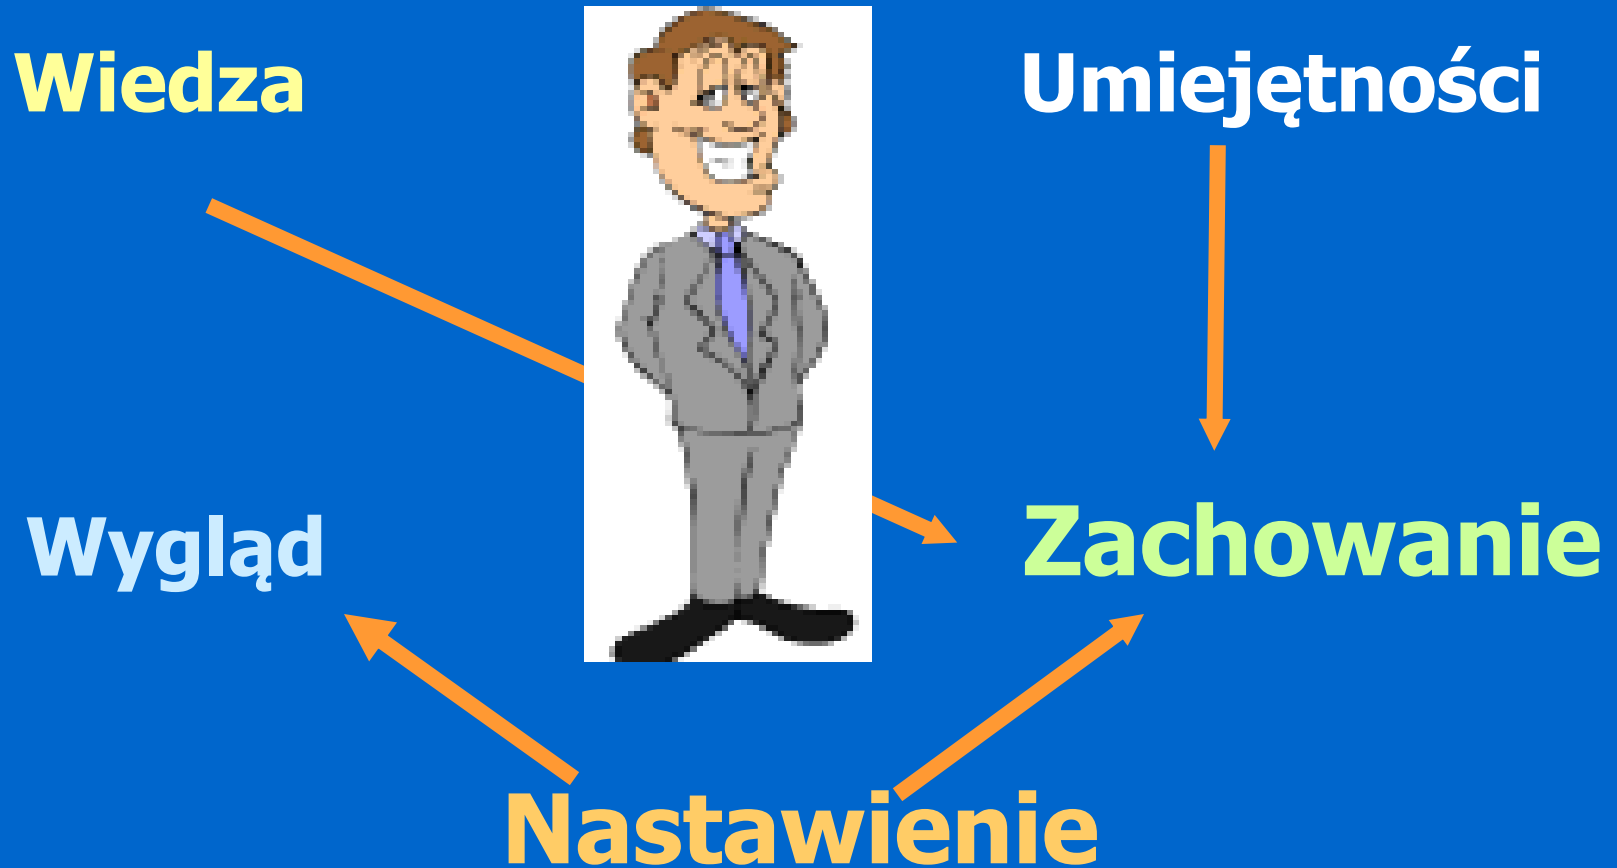 Wiedza
Umiejętności
Wygląd
Zachowanie
Nastawienie